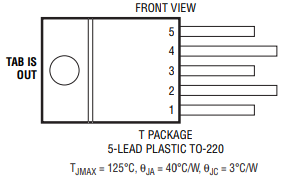 FRONT VIEW
5
4
TAB IS
OUT
3
2
1
T PACKAGE
5-LEAD PLASTIC TO-220
TJMAX = 125°C, θJA = 40°C/W, θJC = 3°C/W